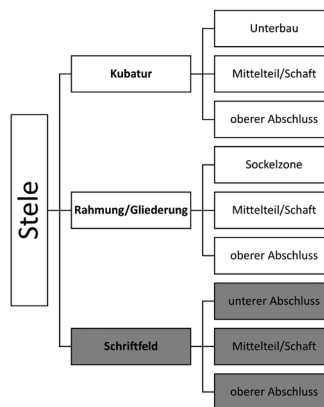 Stele
Kubatur
Unterbau
Mittelteil/Schaft
oberer Abschluss
Rahmung/Gliederung
Sockelzone
Mittelteil/Schaft
oberer Abschluss
Schriftfeld
unterer Abschluss
Mittelteil/Schaft
oberer Abschluss